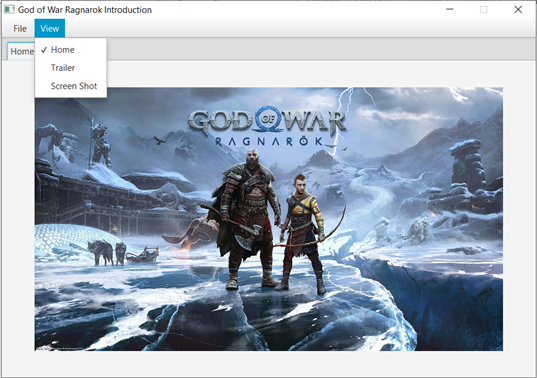 God of War Ragnarok Introduction
File View
Home
✓ Home
Trailer
Screen Shot
GOD OF WAR
RAGNARÖK